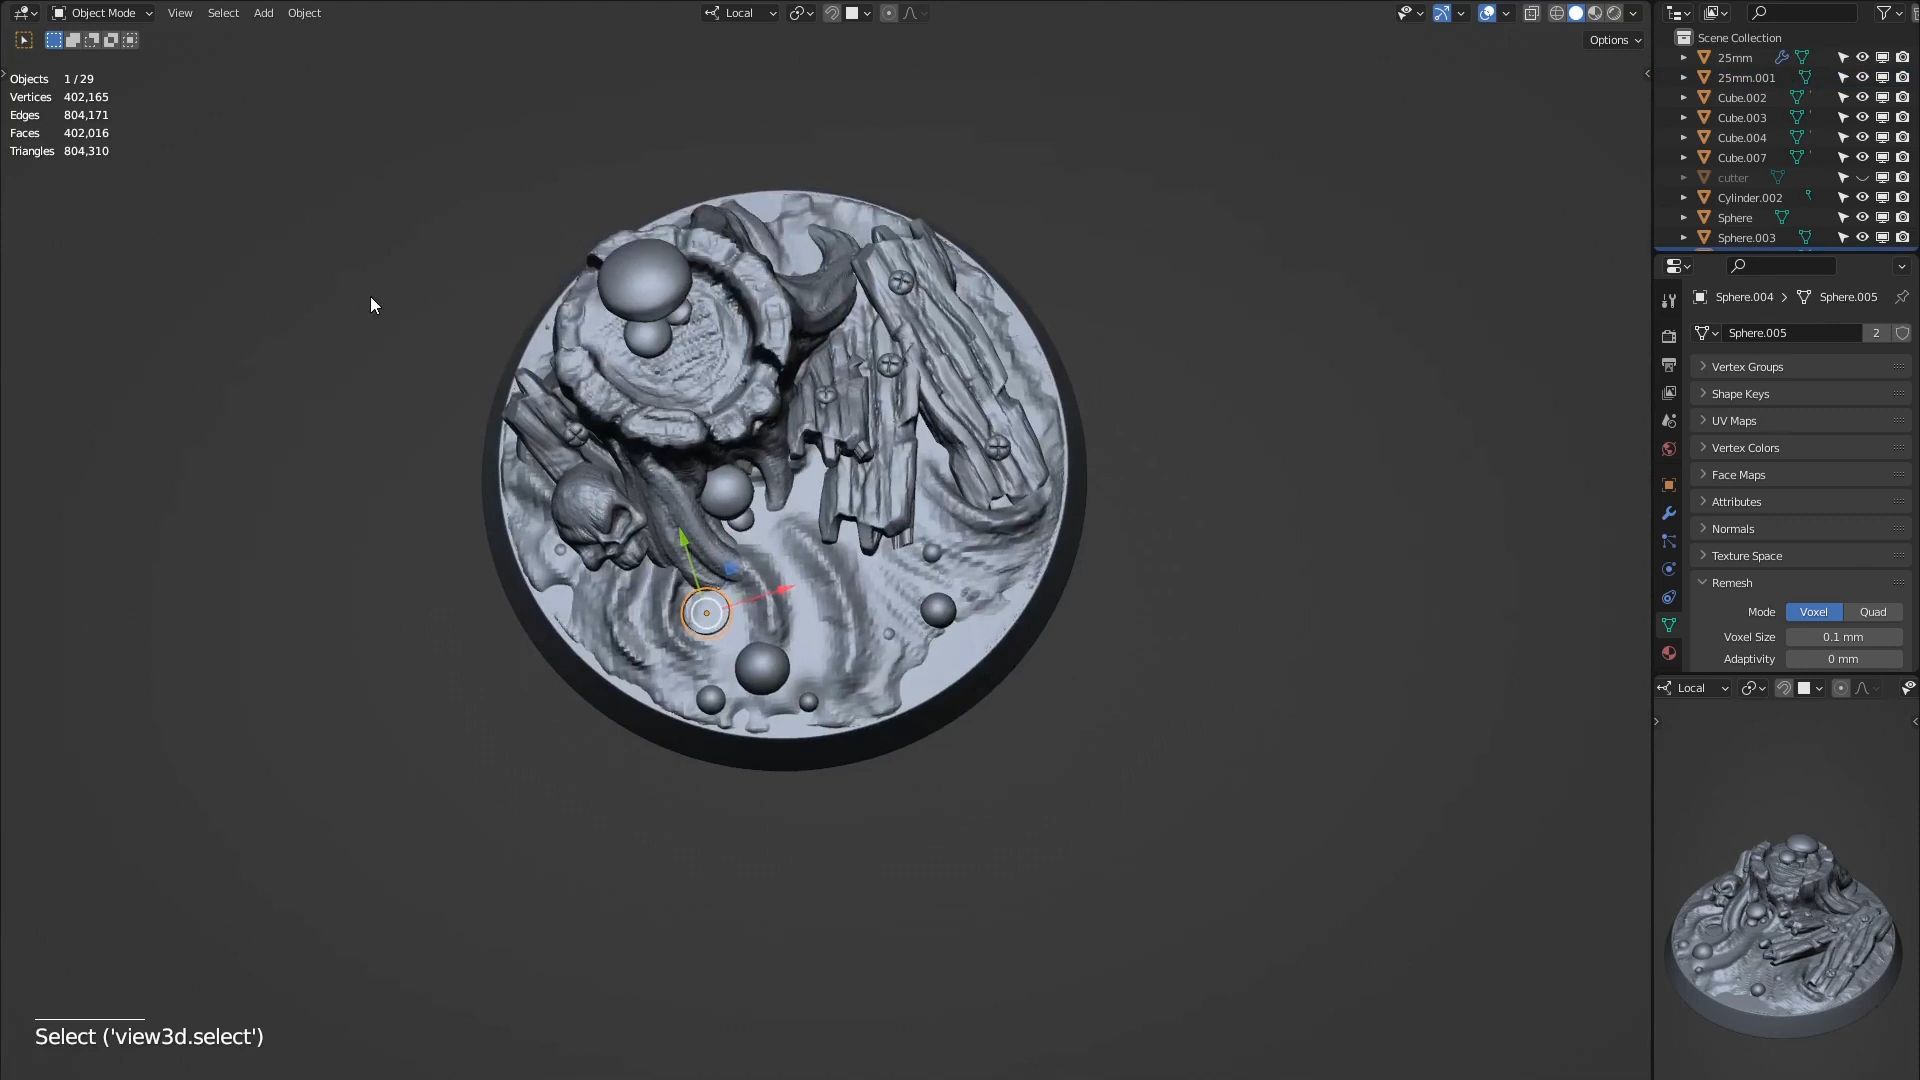 Object Mode View Select Add Object Local
Options
Objects 1 / 29
Vertices 402,165
Edges 804,171
Faces 402,016
Triangles 804,310
Scene Collection
25mm
25mm.001
Cube.002
Cube.003
Cube.004
Cube.007
cutter
Cylinder.002
Sphere
Sphere.003
Sphere.004 Sphere.005
Sphere.005 2
Vertex Groups
Shape Keys
UV Maps
Vertex Colors
Face Maps
Attributes
Normals
Texture Space
Remesh
Mode Voxel Quad
Voxel Size 0.1 mm
Adaptivity 0 mm
Local
Select ('view3d.select')